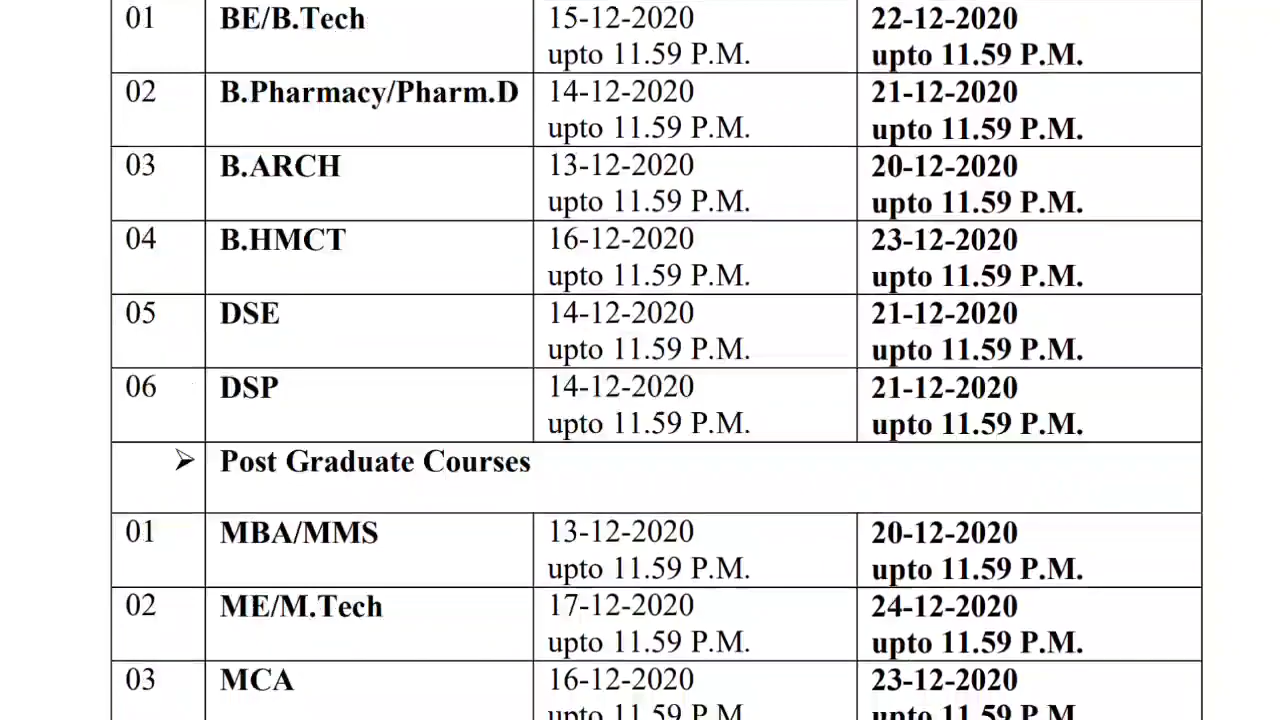 01 BE/B.Tech 15-12-2020 22-12-2020
upto 11.59 P.M. upto 11.59 P.M.
02 B.Pharmacy/Pharm.D 14-12-2020 21-12-2020
upto 11.59 P.M. upto 11.59 P.M.
03 B.ARCH 13-12-2020 20-12-2020
upto 11.59 P.M. upto 11.59 P.M.
04 B.HMCT 16-12-2020 23-12-2020
upto 11.59 P.M. upto 11.59 P.M.
05 DSE 14-12-2020 21-12-2020
upto 11.59 P.M. upto 11.59 P.M.
06 DSP 14-12-2020 21-12-2020
upto 11.59 P.M. upto 11.59 P.M.
➢ Post Graduate Courses
01 MBA/MMS 13-12-2020 20-12-2020
upto 11.59 P.M. upto 11.59 P.M.
02 ME/M.Tech 17-12-2020 24-12-2020
upto 11.59 P.M. upto 11.59 P.M.
03 MCA 16-12-2020 23-12-2020
upto 11.59 P.M. upto 11.59 P.M.